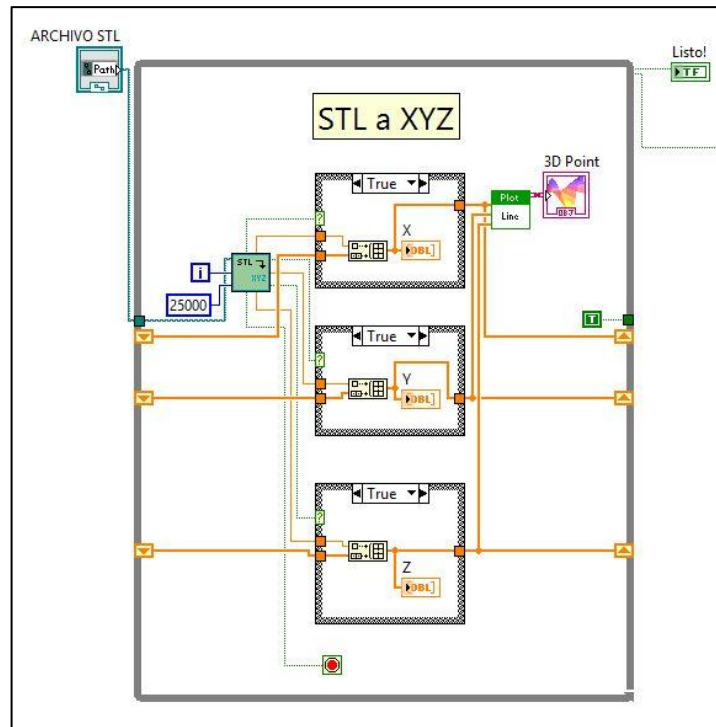 ARCHIVO STL
Path
Listo!
TF
STL a XYZ
3D Point
True
Plot
Line
OBJ
?
X
DBL]
STL
XYZ
i
25000
T
True
?
Y
DBL]
True
?
Z
DBL]